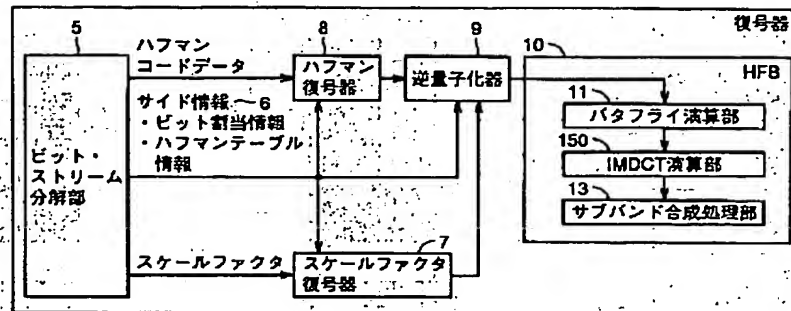 復号器
5
ハフマン
コードデータ
サイド情報~6
・ビット割当情報
・ハフマンテーブル
情報
ビット・
ストリーム
分解部
スケールファクタ
8
ハフマン
復号器
9
逆量子化器
7
スケールファクタ
復号器
10
HFB
11
バタフライ演算部
150
IMDCT演算部
13
サブバンド合成処理部